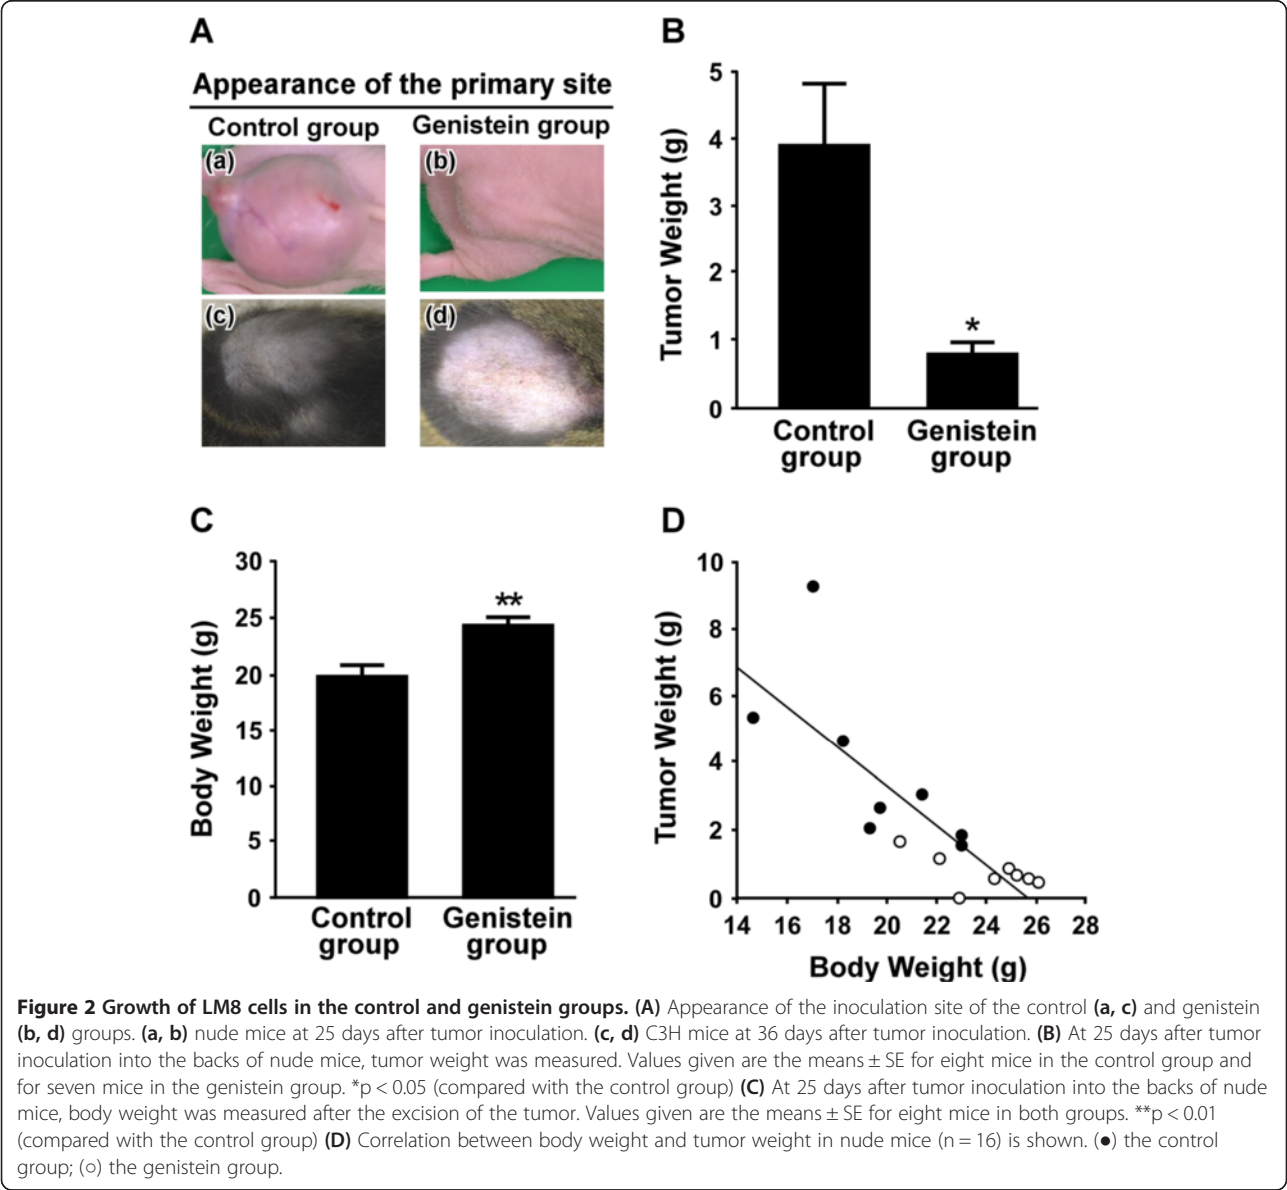 A
Appearance of the primary site
Control group
Genistein group
(a)
(b)
(c)
(d)
B
Tumor Weight (g)
5
4
3
2
1
0
*
Control
group
Genistein
group
C
Body Weight (g)
30
25
20
15
10
5
0
**
Control
group
Genistein
group
D
Tumor Weight (g)
10
8
6
4
2
0
14 16 18 20 22 24 26 28
Body Weight (g)
Figure 2 Growth of LM8 cells in the control and genistein groups. (A) Appearance of the inoculation site of the control (a, c) and genistein
(b, d) groups. (a, b) nude mice at 25 days after tumor inoculation. (c, d) C3H mice at 36 days after tumor inoculation. (B) At 25 days after tumor
inoculation into the backs of nude mice, tumor weight was measured. Values given are the means ± SE for eight mice in the control group and
for seven mice in the genistein group. *p < 0.05 (compared with the control group) (C) At 25 days after tumor inoculation into the backs of nude
mice, body weight was measured after the excision of the tumor. Values given are the means ± SE for eight mice in both groups. **p < 0.01
(compared with the control group) (D) Correlation between body weight and tumor weight in nude mice (n = 16) is shown. (●) the control
group; (○) the genistein group.